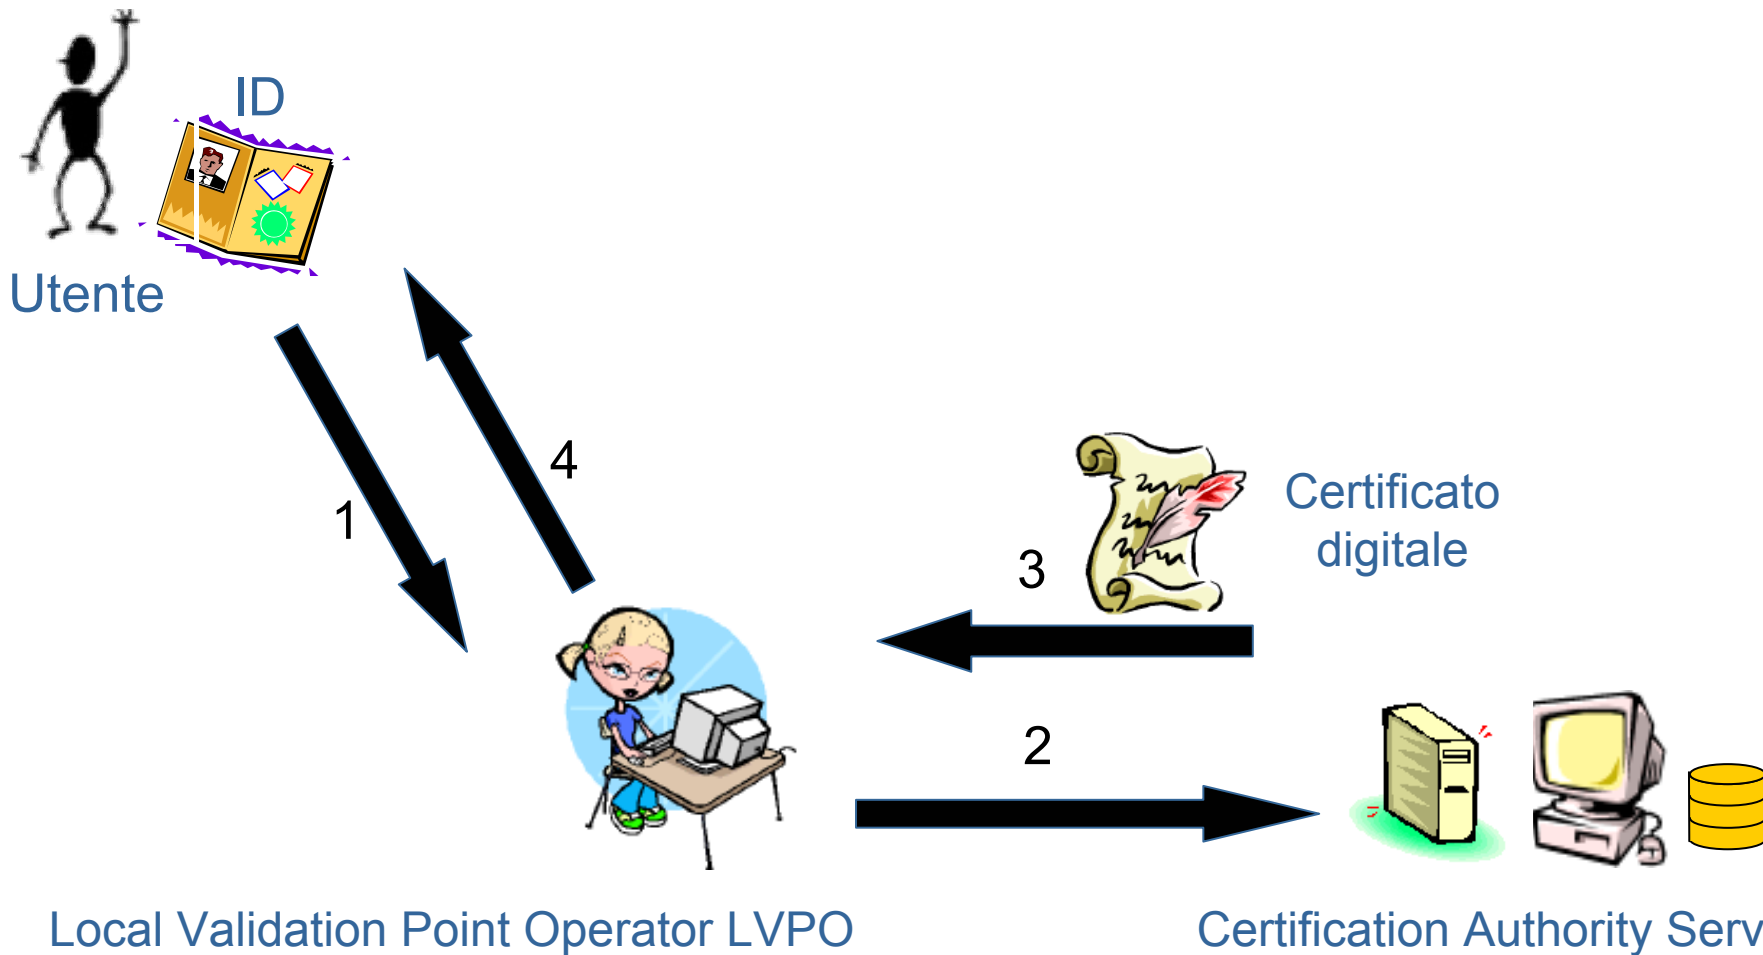 ID
Utente
1
4
3
Certificato
digitale
2
Local Validation Point Operator LVPO
Certification Authority Serv